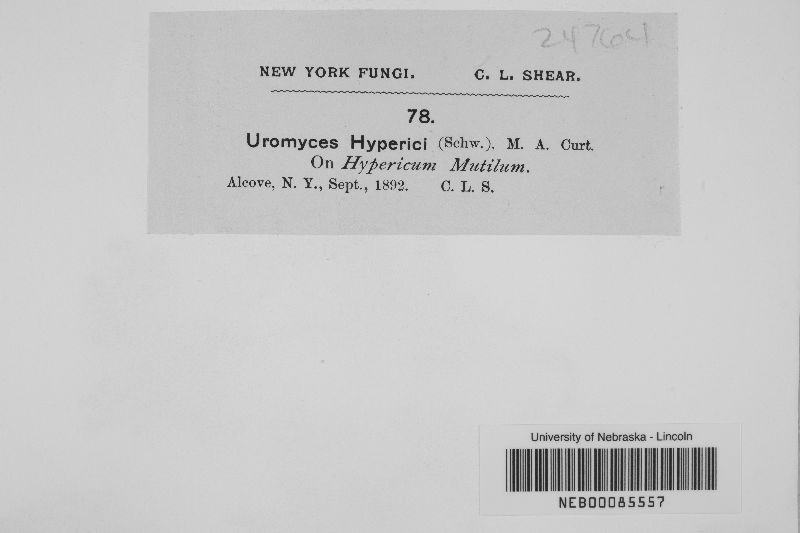 247641
NEW YORK FUNGI. C. L. SHEAR.
78.
Uromyces Hyperici (Schw.). M. A. Curt.
On Hypericum Mutilum.
Alcove, N. Y., Sept., 1892. C. L. S.
University of Nebraska - Lincoln
NEB00085557